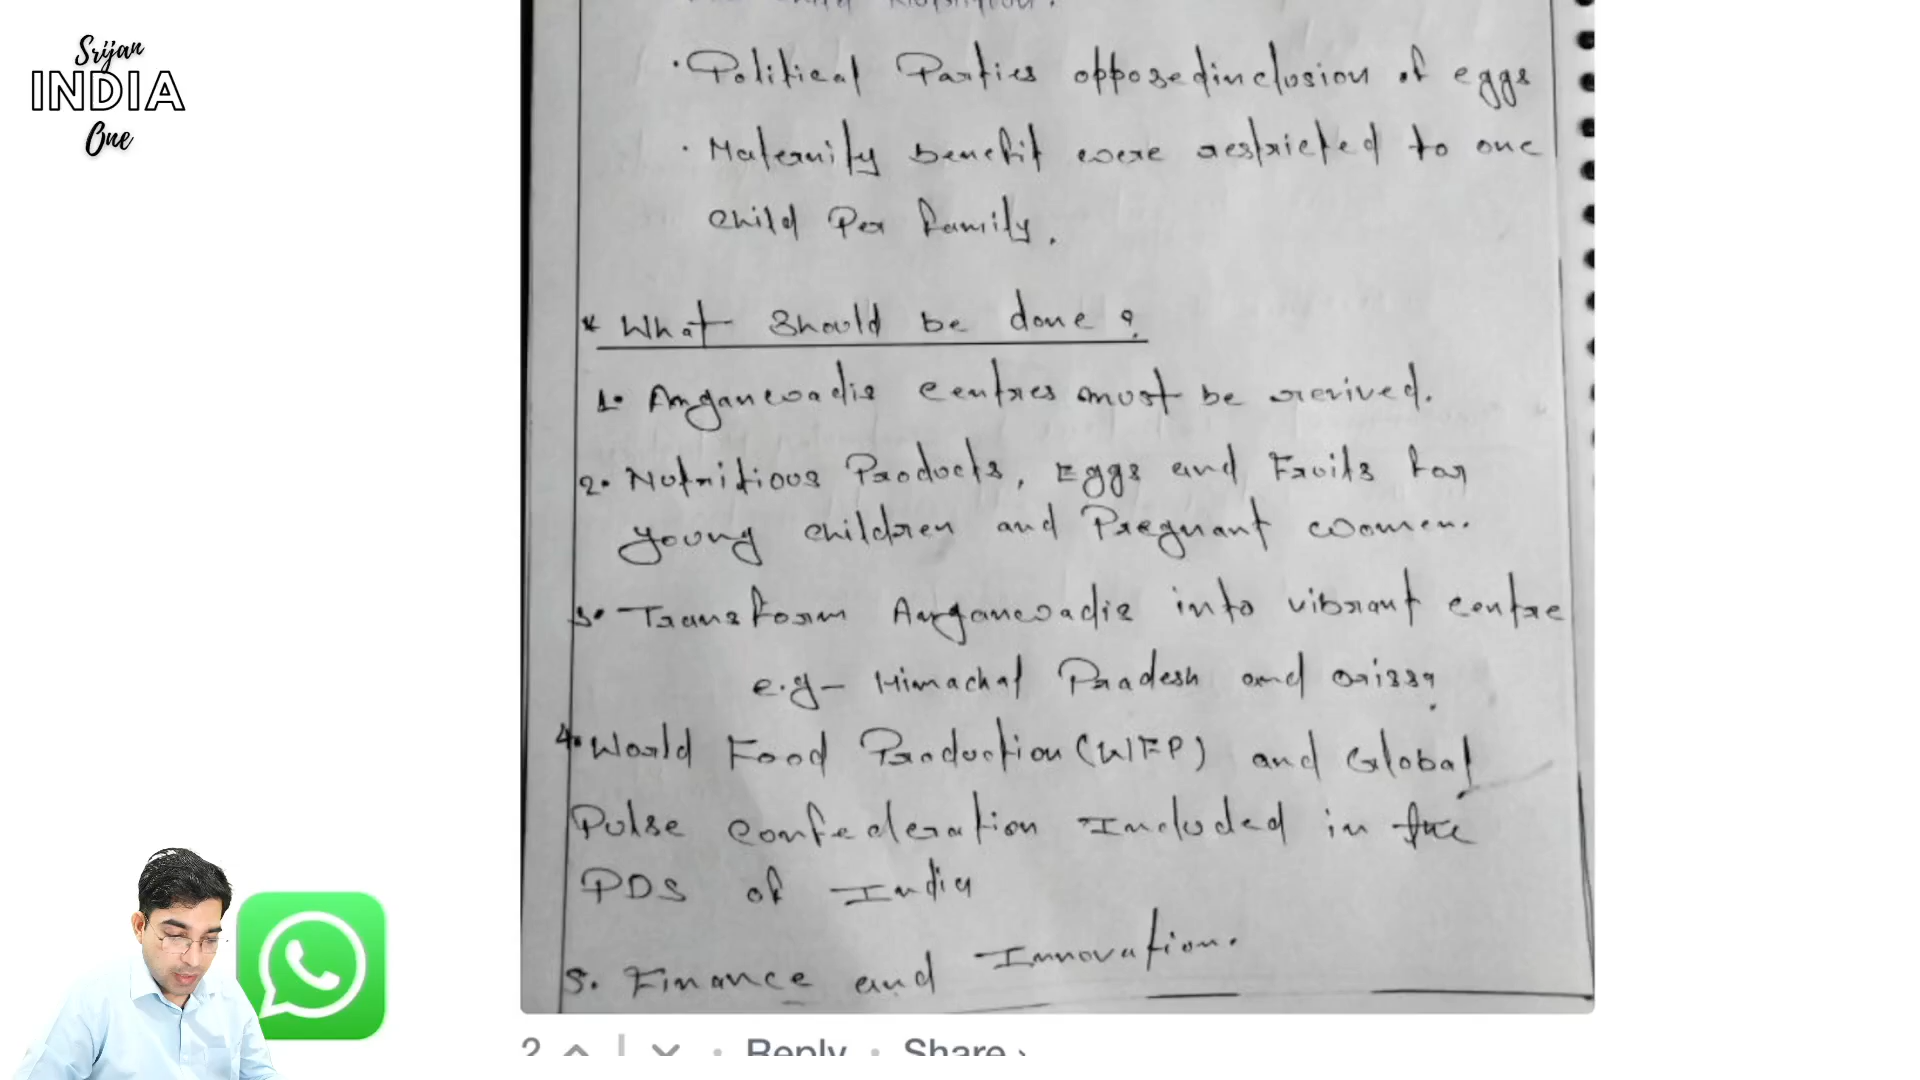 Srijan
INDIA
One
· Political Parties opposed inclusion of eggs
· Maternity benefit were restricted to one
child Per family.
* What Should be done?
1. Anganwadis centres must be revived.
2. Nutritious Products, Eggs and Fruits for
young children and Pregnant women.
3. Transform Anganwadis into vibrant centre
e.g - Himachal Pradesh and Orissa.
4. World Food Production (WFP) and Global
Pulse confederation Included in the
PDS of India
5. Finance and Innovation.
2 Reply · Share ›